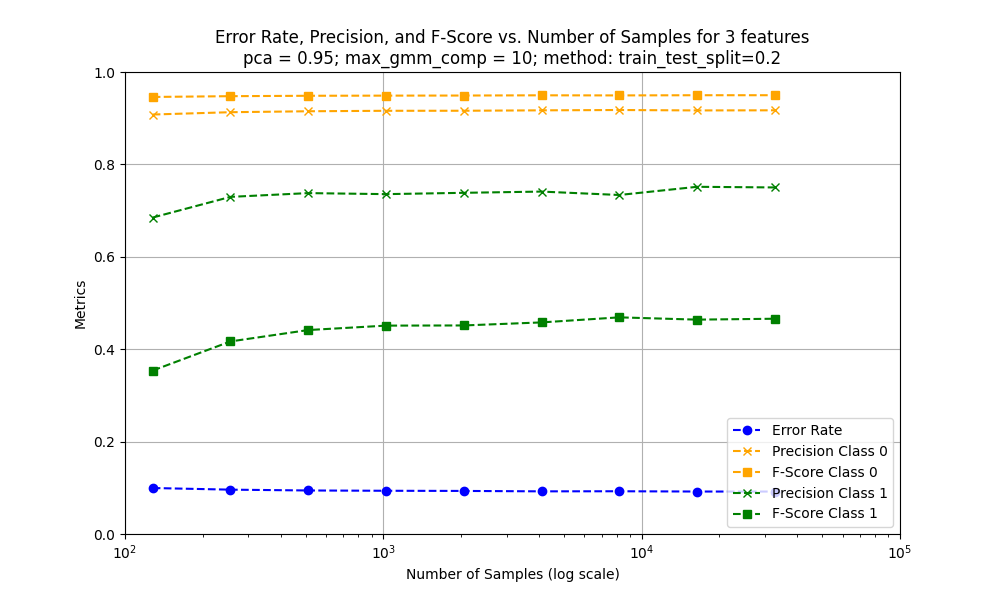 Error Rate, Precision, and F-Score vs. Number of Samples for 3 features
pca = 0.95; max_gmm_comp = 10; method: train_test_split=0.2
1.0
0.8
0.6
0.4
0.2
0.0
Metrics
10²
10³
10⁴
10⁵
Number of Samples (log scale)
Error Rate
Precision Class 0
F-Score Class 0
Precision Class 1
F-Score Class 1